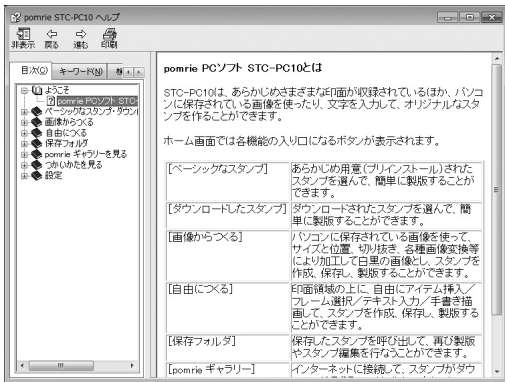 pomrie STC-PC10 ヘルプ
非表示 戻る 進む 印刷
目次(C) キーワード(N)
ようこそ
pomrie PCソフト STC-
ベーシックなスタンプ・ダウンl
画像からつくる
自由につくる
保存フォルダ
pomrie ギャラリーを見る
つかいかたを見る
設定
pomrie PCソフト STC-PC10とは
STC-PC10は、あらかじめさまざまな印面が収録されているほか、パソコ
ンに保存されている画像を使ったり、文字を入力して、オリジナルなスタ
ンプを作ることができます。
ホーム画面では各機能の入り口になるボタンが表示されます。
[ベーシックなスタンプ] あらかじめ用意(プリインストール)された
スタンプを選んで、簡単に製版することが
できます。
[ダウンロードしたスタンプ] ダウンロードされたスタンプを選んで、簡
単に製版することができます。
[画像からつくる] パソコンに保存されている画像を使って、
サイズと位置、切り抜き、各種画像変換等
により加工して白黒の画像とし、スタンプを
作成、保存し、製版することができます。
[自由につくる] 印面領域の上に、自由にアイテム挿入／
フレーム選択／テキスト入力／手書き描
画して、スタンプを作成、保存し、製版する
ことができます。
[保存フォルダ] 保存したスタンプを呼び出して、再び製版
やスタンプ編集を行なうことができます。
[pomrie ギャラリー] インターネットに接続して、スタンプがダウ